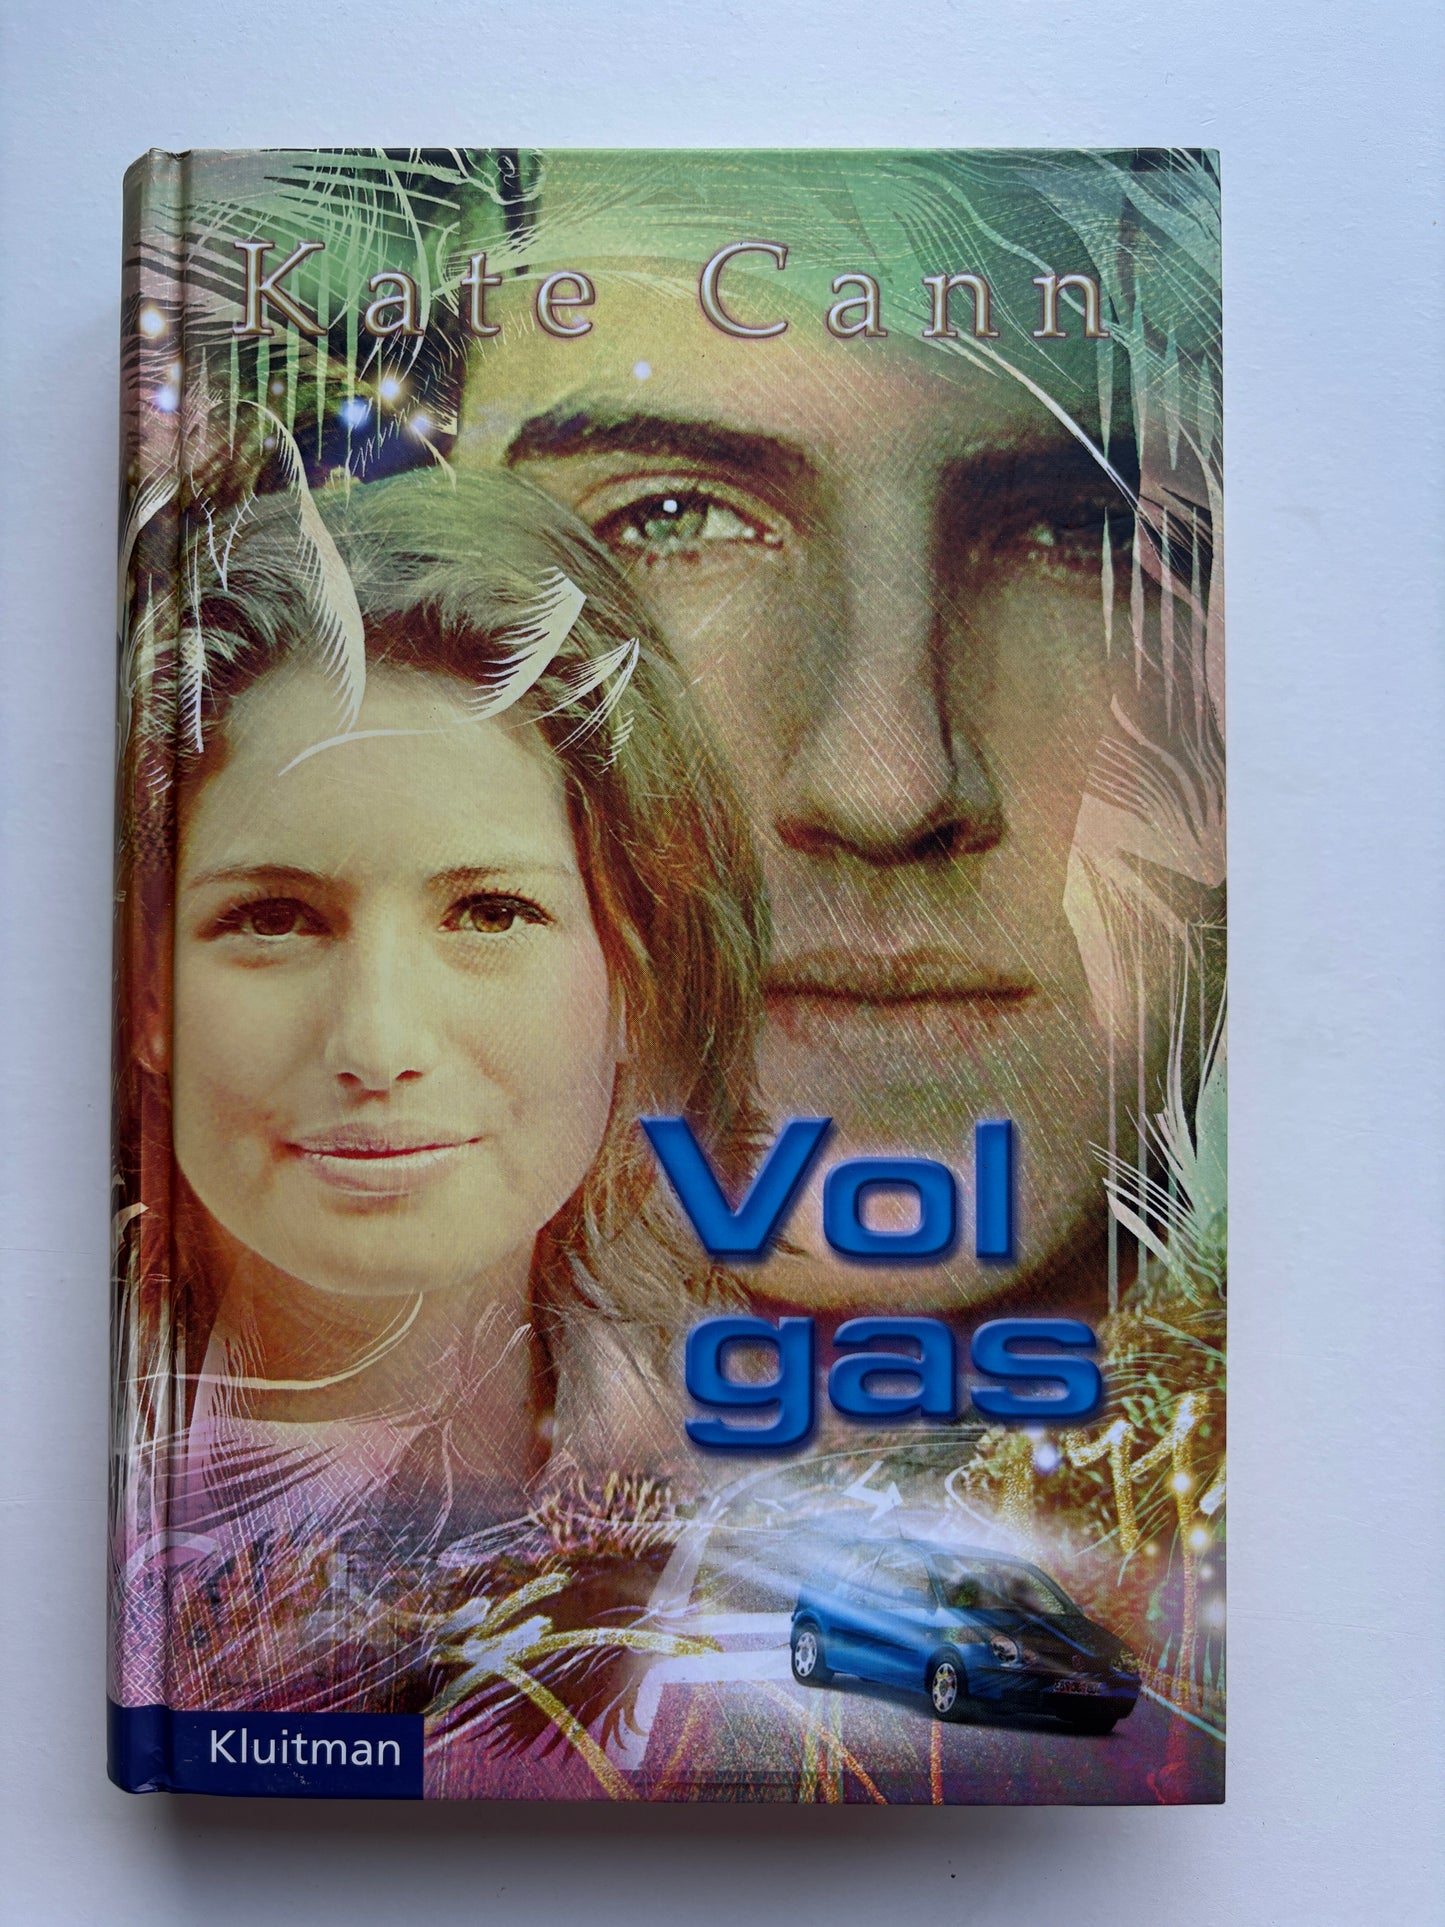 Kate Cann
Vol
gas
Kluitman